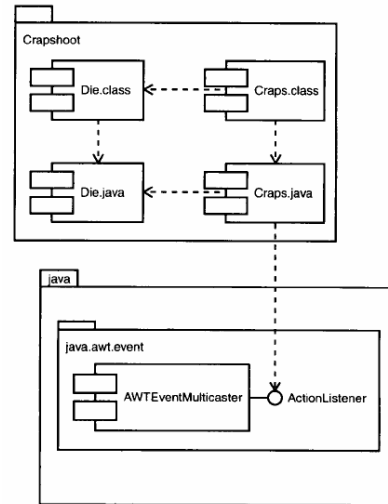 Crapshoot
Die.class
Craps.class
Die.java
Craps.java
java
java.awt.event
AWTEventMulticaster
ActionListener